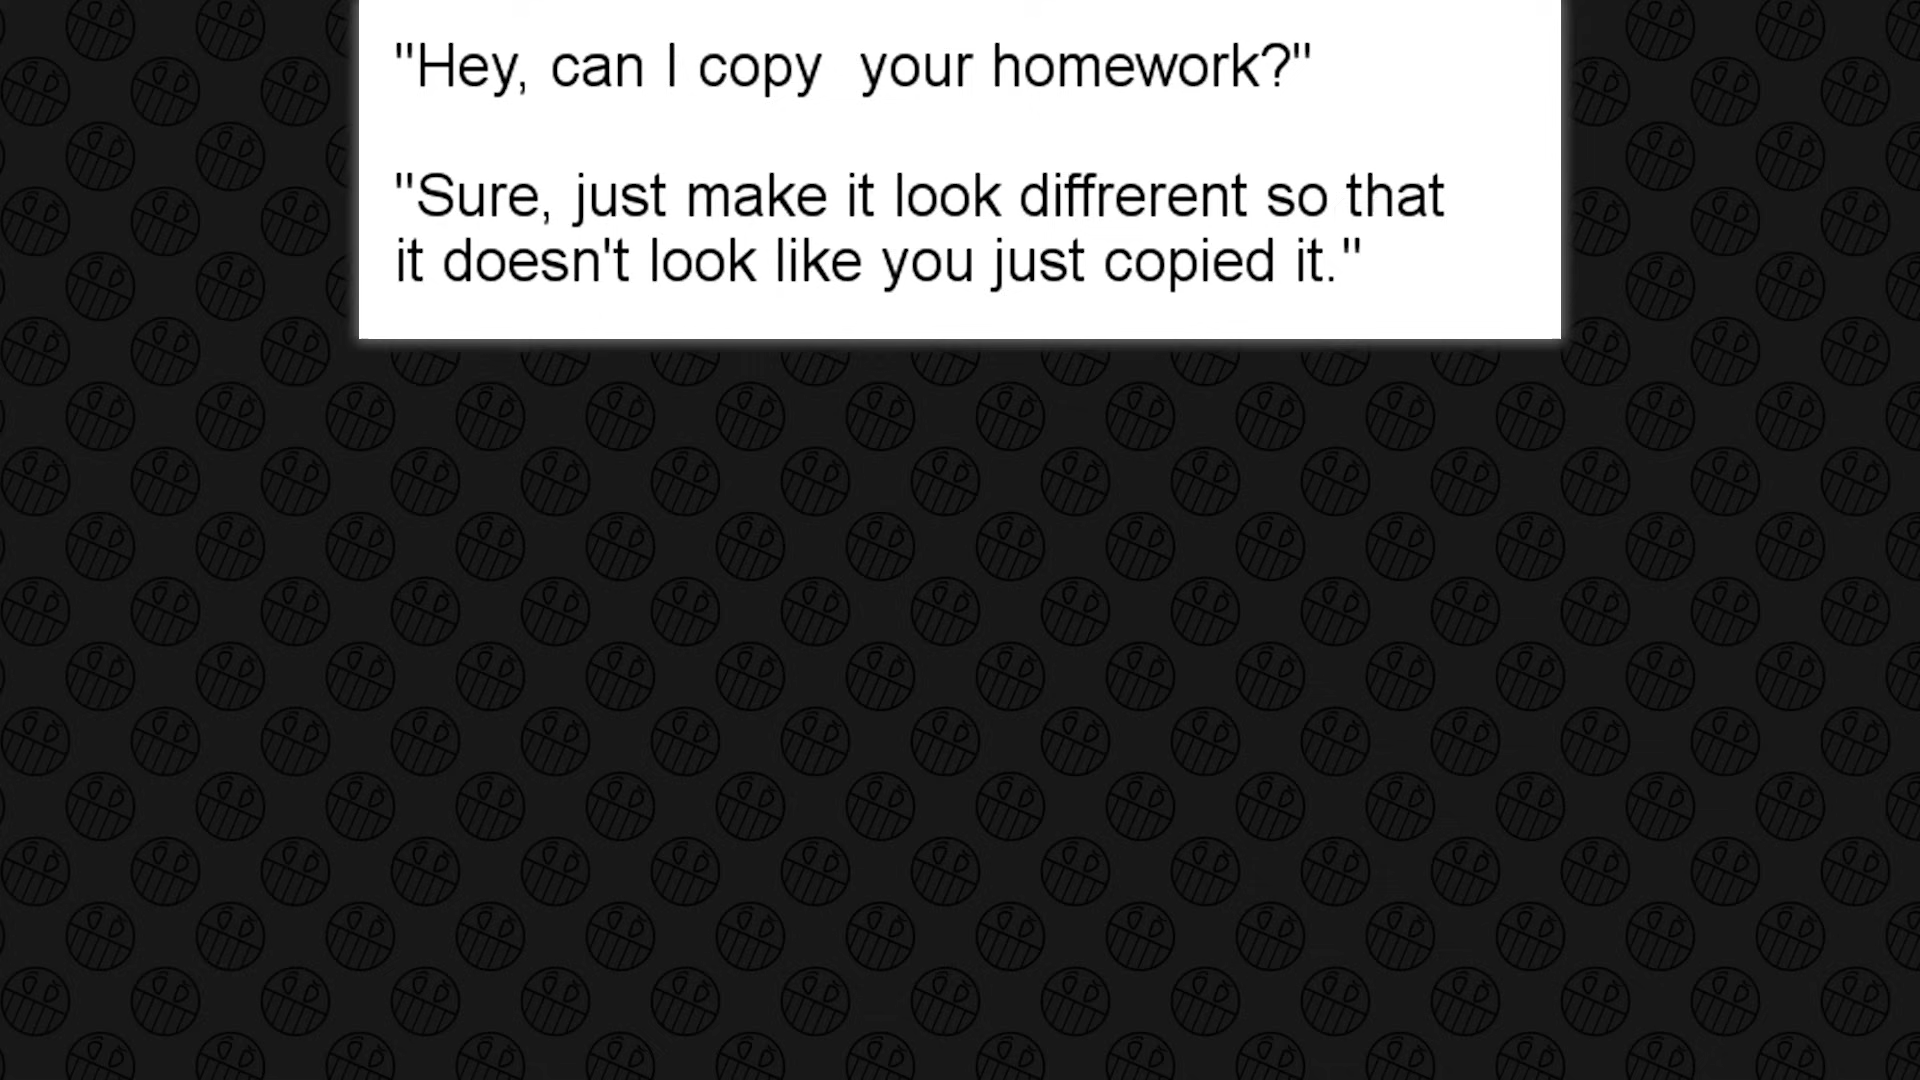 "Hey, can I copy  your homework?"
"Sure, just make it look diffrerent so that
it doesn't look like you just copied it."